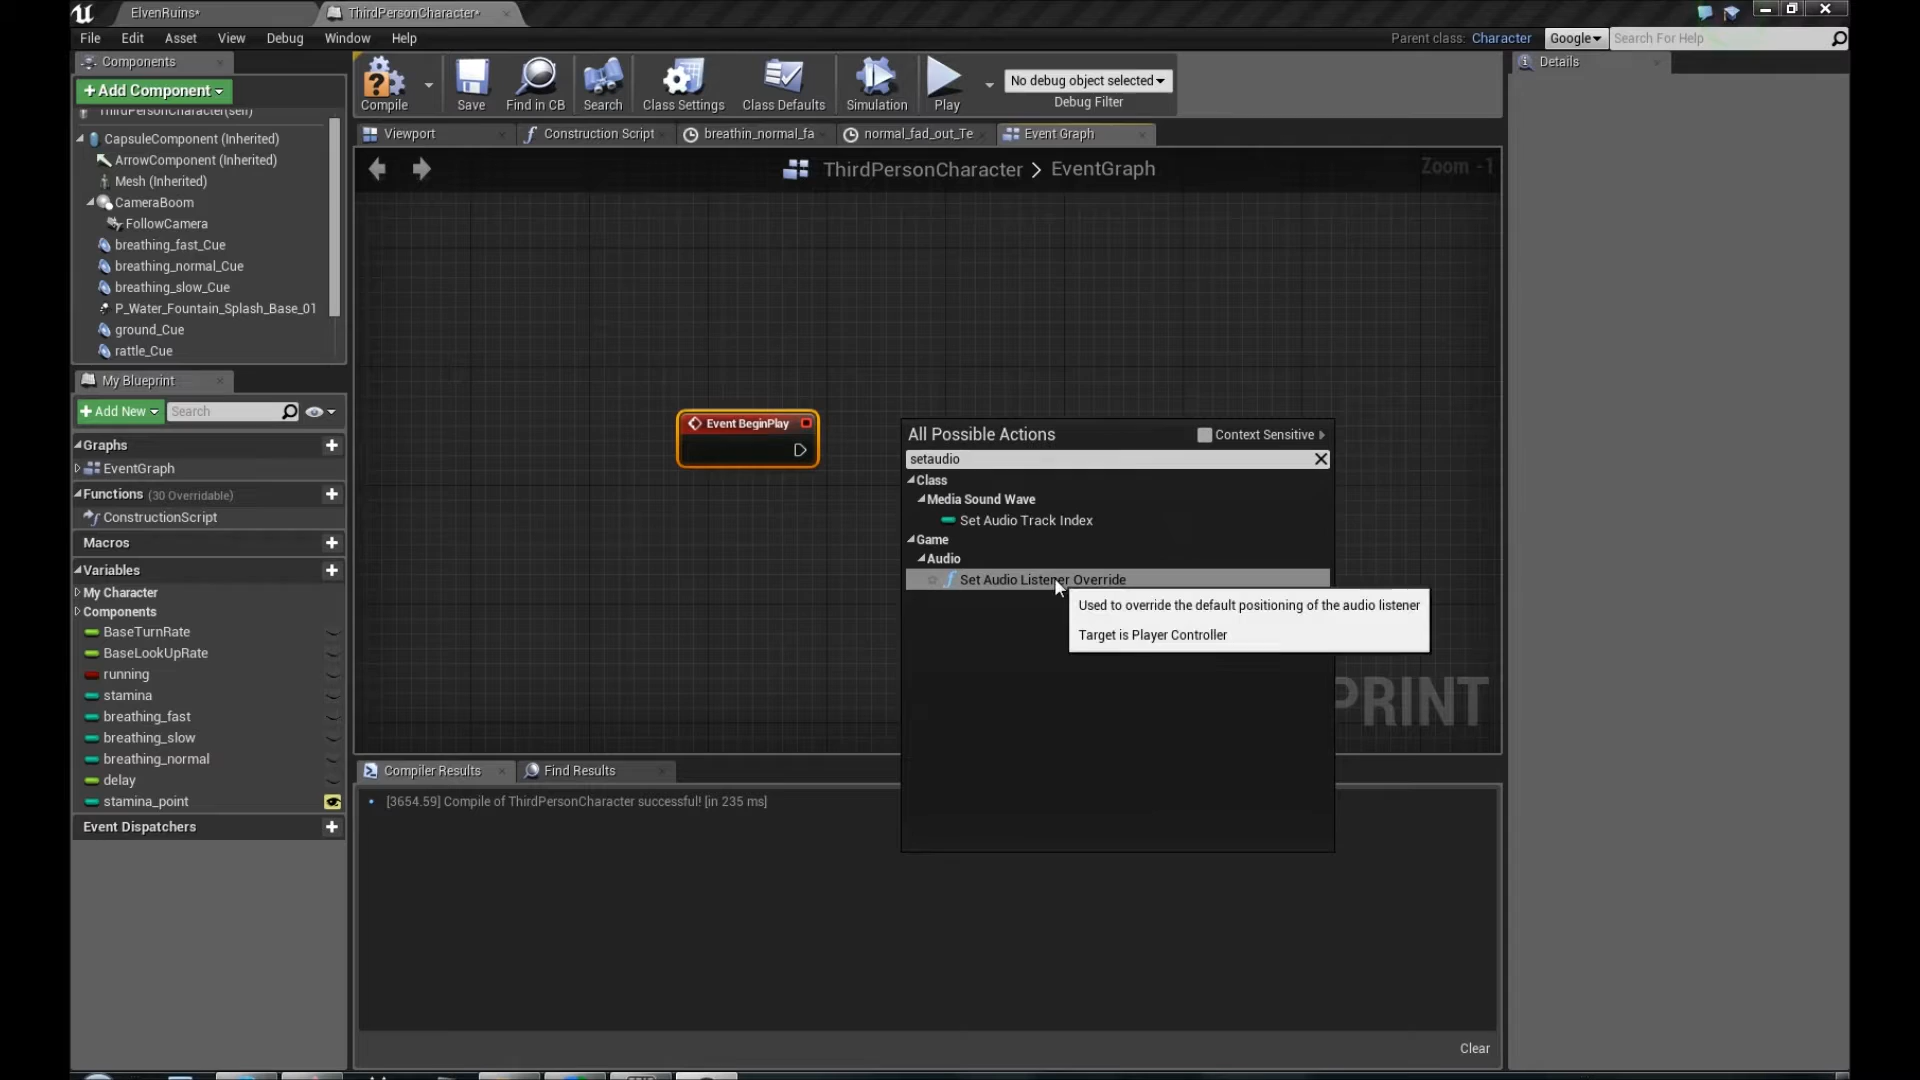 ElvenRuins*
ThirdPersonCharacter*
File Edit Asset View Debug Window Help
Parent class: Character
Google
Search For Help
Components
+Add Component
ThirdPersonCharacter(self)
CapsuleComponent (Inherited)
ArrowComponent (Inherited)
Mesh (Inherited)
CameraBoom
FollowCamera
breathing_fast_Cue
breathing_normal_Cue
breathing_slow_Cue
P_Water_Fountain_Splash_Base_01
ground_Cue
rattle_Cue
Compile
Save
Find in CB
Search
Class Settings
Class Defaults
Simulation
Play
No debug object selected
Debug Filter
Details
Viewport
Construction Script
breathin_normal_fa
normal_fad_out_Te
Event Graph
ThirdPersonCharacter > EventGraph
Zoom -1
My Blueprint
+Add New
Search
Graphs
EventGraph
Functions (30 Overridable)
ConstructionScript
Macros
Variables
My Character
Components
BaseTurnRate
BaseLookUpRate
running
stamina
breathing_fast
breathing_slow
breathing_normal
delay
stamina_point
Event Dispatchers
Event BeginPlay
All Possible Actions
Context Sensitive
setaudio
Class
Media Sound Wave
Set Audio Track Index
Game
Audio
Set Audio Listener Override
Used to override the default positioning of the audio listener
Target is Player Controller
PRINT
Compiler Results
Find Results
[3654.59] Compile of ThirdPersonCharacter successful! [in 235 ms]
Clear